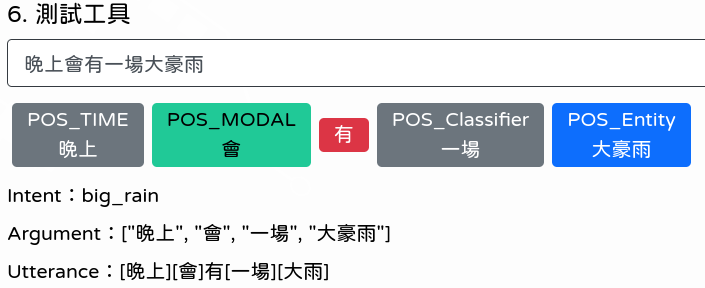 6. 測試工具
晚上會有一場大豪雨
POS_TIME
晚上
POS_MODAL
會
有
POS_Classifier
一場
POS_Entity
大豪雨
Intent：big_rain
Argument：["晚上", "會", "一場", "大豪雨"]
Utterance：[晚上][會]有[一場][大雨]